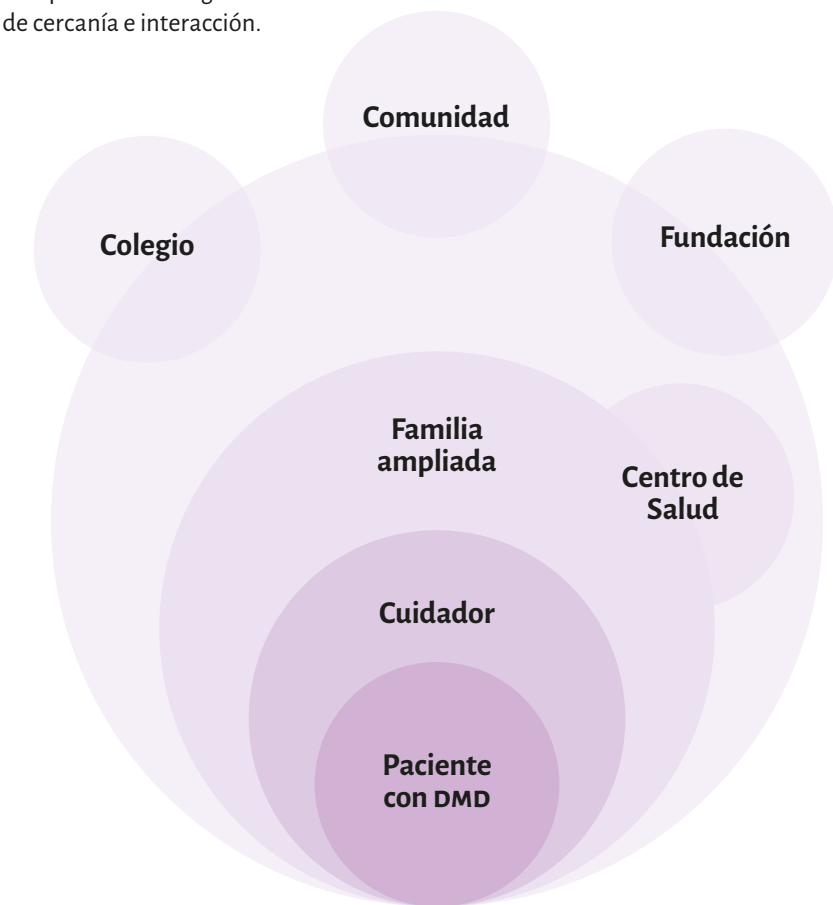 de cercanía e interacción.
Comunidad
Colegio
Fundación
Familia
ampliada
Centro de
Salud
Cuidador
Paciente
con DMD